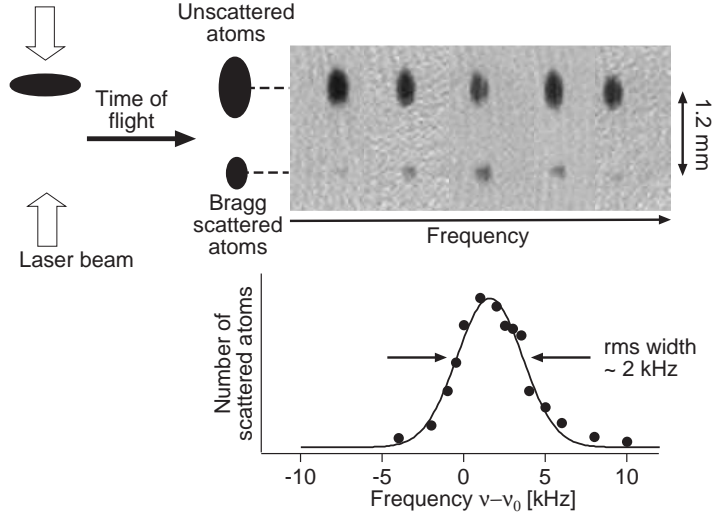 Unscattered
atoms
Time of
flight
1.2 mm
Bragg
scattered
atoms
Frequency
Laser beam
Number of
scattered atoms
rms width
~ 2 kHz
-10
-5
0
5
10
Frequency ν−ν₀ [kHz]